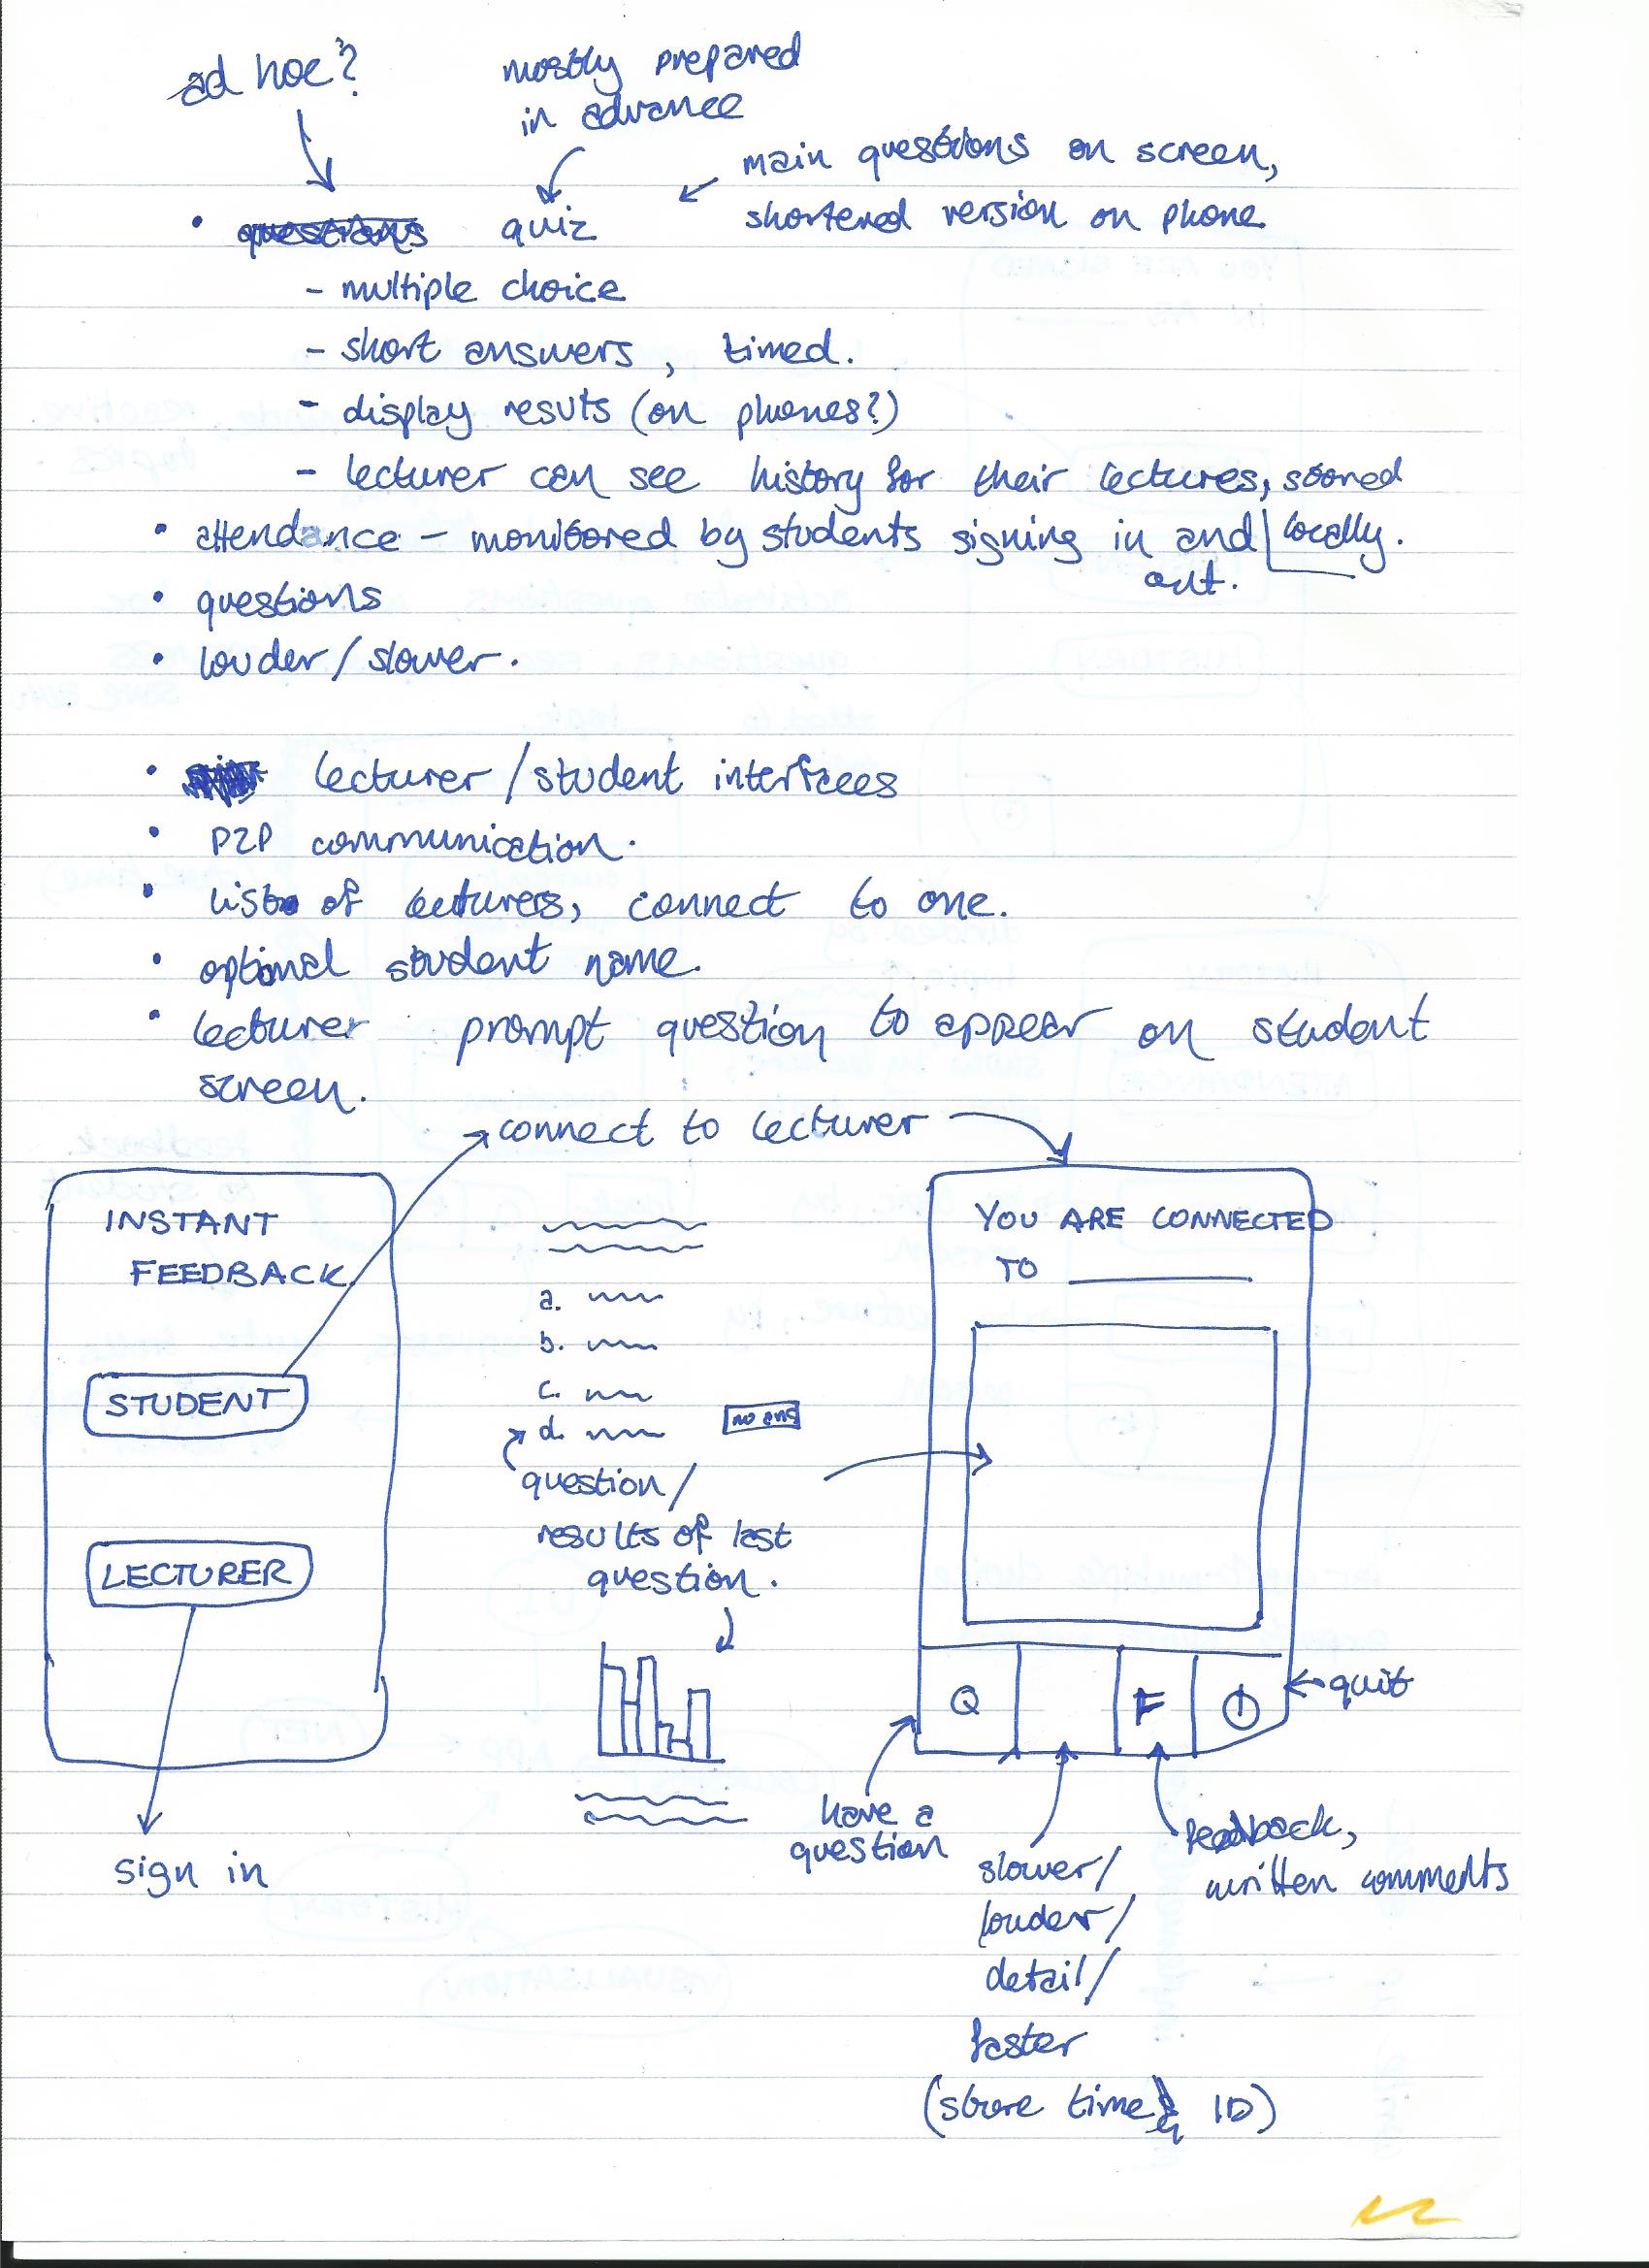 ad hoc?
mostly prepared
in advance
main questions on screen,
shortened version on phone
• questions quiz
- multiple choice
- short answers, timed.
- display resuts (on phones?)
- lecturer can see history for their lectures, stored
locally.
• attendance - monitored by students signing in and
out.
• questions
• louder/slower.
• lecturer/student interfaces
• P2P communication.
• list of lecturers, connect to one.
• optional student name.
• lecturer prompt question to appear on student
screen.
connect to lecturer
INSTANT
FEEDBACK
STUDENT
LECTURER
sign in
a.
b.
c.
d.
no ans
question/
results of last
question.
YOU ARE CONNECTED
TO
Q
F
quit
have a
question
slower/
louder/
detail/
faster
(store time & ID)
feedback,
written comments